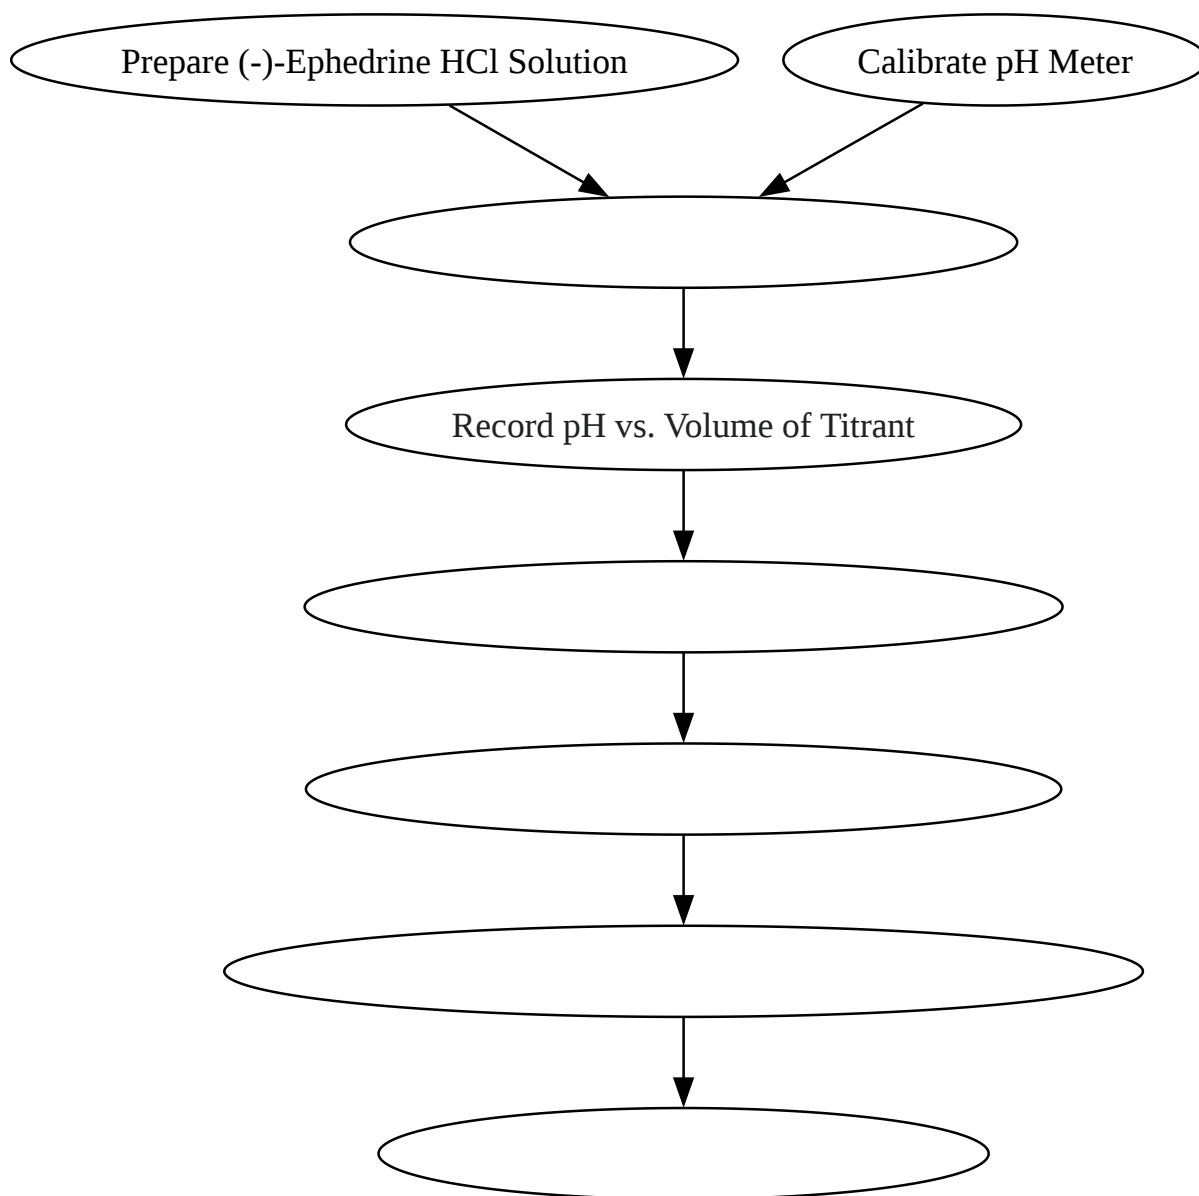 Prepare (-)-Ephedrine HCl Solution
Calibrate pH Meter
Record pH vs. Volume of Titrant